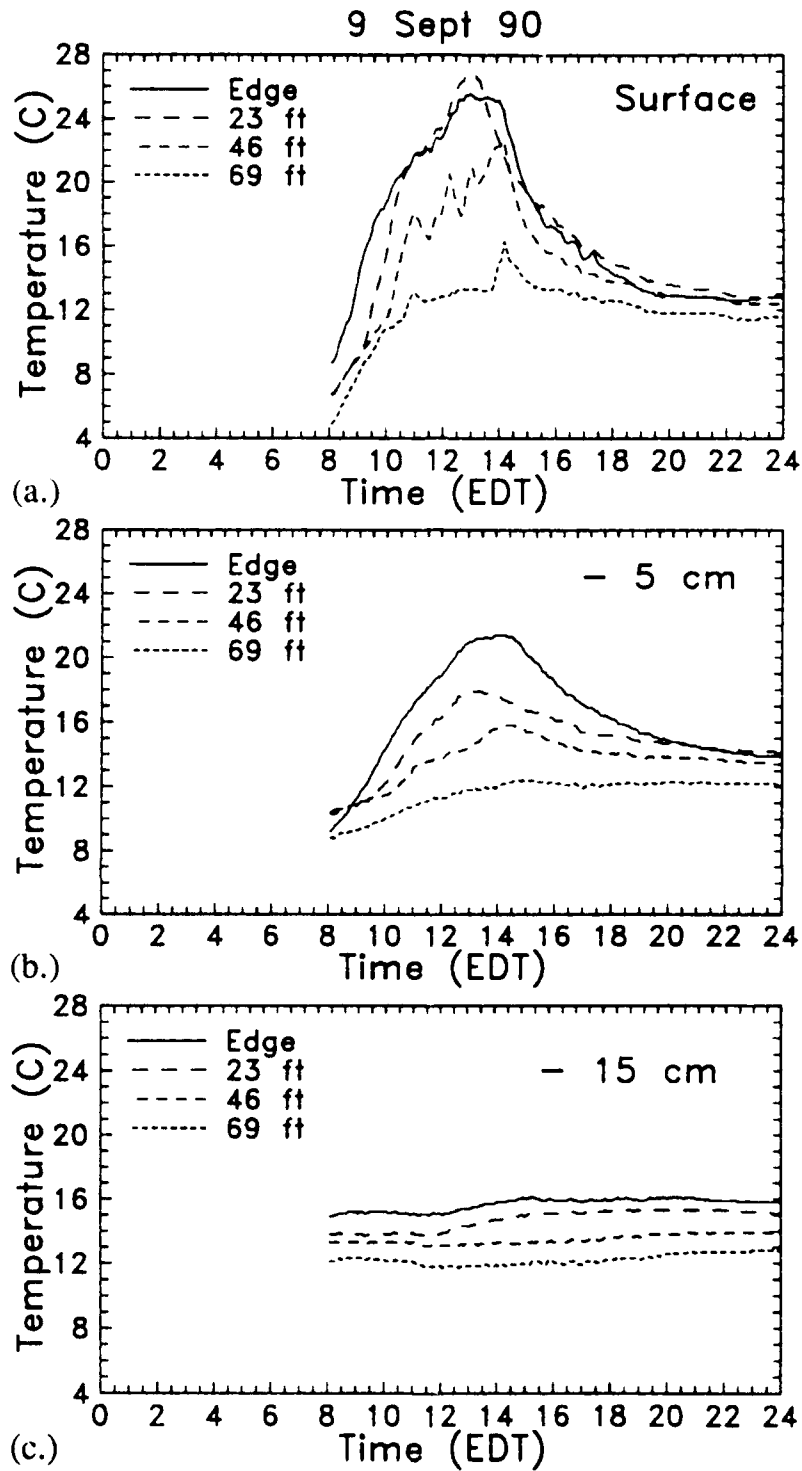 9 Sept 90
Surface
Edge
23 ft
46 ft
69 ft
Temperature (C)
28
24
20
16
12
8
4
0 2 4 6 8 10 12 14 16 18 20 22 24
(a.)
Time (EDT)
- 5 cm
Edge
23 ft
46 ft
69 ft
Temperature (C)
28
24
20
16
12
8
4
0 2 4 6 8 10 12 14 16 18 20 22 24
(b.)
Time (EDT)
- 15 cm
Edge
23 ft
46 ft
69 ft
Temperature (C)
28
24
20
16
12
8
4
0 2 4 6 8 10 12 14 16 18 20 22 24
(c.)
Time (EDT)